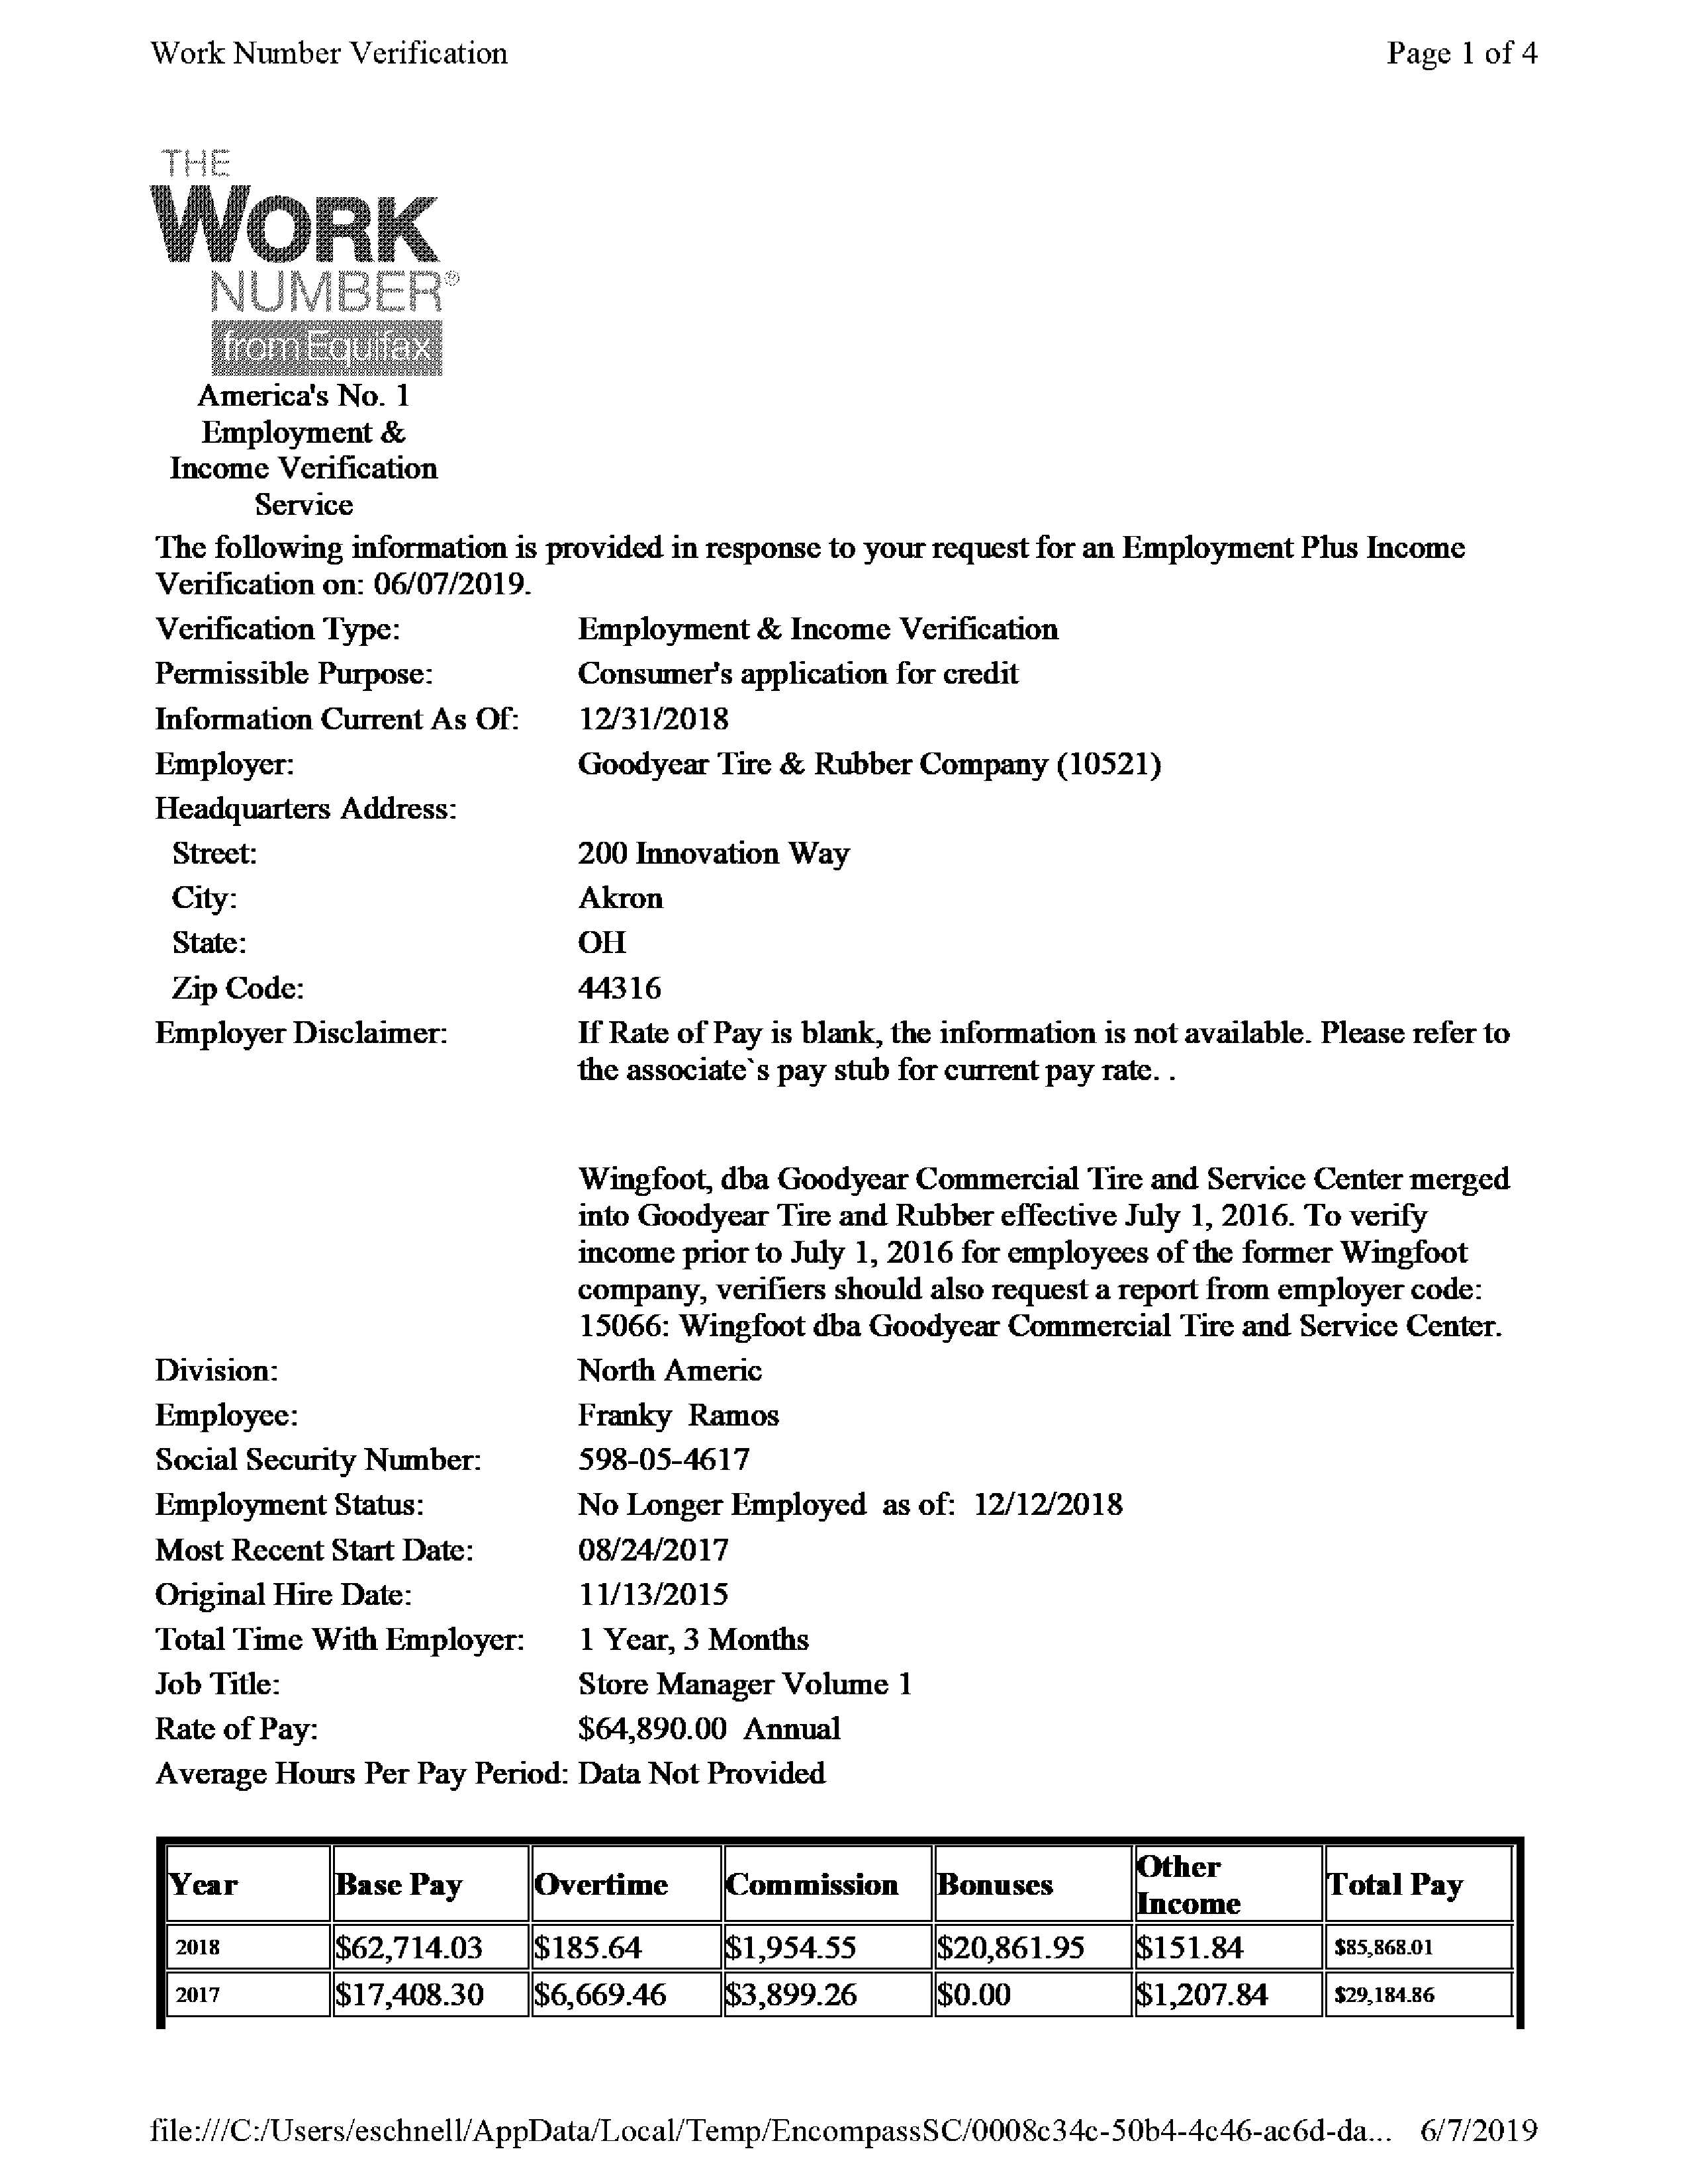 Work Number Verification Page 1 of 4
THE
WORK
NUMBER®
from Equifax
America's No. 1
Employment &
Income Verification
Service
The following information is provided in response to your request for an Employment Plus Income
Verification on: 06/07/2019.
Verification Type: Employment & Income Verification
Permissible Purpose: Consumer's application for credit
Information Current As Of: 12/31/2018
Employer: Goodyear Tire & Rubber Company (10521)
Headquarters Address:
Street: 200 Innovation Way
City: Akron
State: OH
Zip Code: 44316
Employer Disclaimer: If Rate of Pay is blank, the information is not available. Please refer to
the associate`s pay stub for current pay rate. .
Wingfoot, dba Goodyear Commercial Tire and Service Center merged
into Goodyear Tire and Rubber effective July 1, 2016. To verify
income prior to July 1, 2016 for employees of the former Wingfoot
company, verifiers should also request a report from employer code:
15066: Wingfoot dba Goodyear Commercial Tire and Service Center.
Division: North Americ
Employee: Franky Ramos
Social Security Number: 598-05-4617
Employment Status: No Longer Employed as of: 12/12/2018
Most Recent Start Date: 08/24/2017
Original Hire Date: 11/13/2015
Total Time With Employer: 1 Year, 3 Months
Job Title: Store Manager Volume 1
Rate of Pay: $64,890.00 Annual
Average Hours Per Pay Period: Data Not Provided
Year Base Pay Overtime Commission Bonuses Other Income Total Pay
2018 $62,714.03 $185.64 $1,954.55 $20,861.95 $151.84 $85,868.01
2017 $17,408.30 $6,669.46 $3,899.26 $0.00 $1,207.84 $29,184.86
file:///C:/Users/eschnell/AppData/Local/Temp/EncompassSC/0008c34c-50b4-4c46-ac6d-da... 6/7/2019